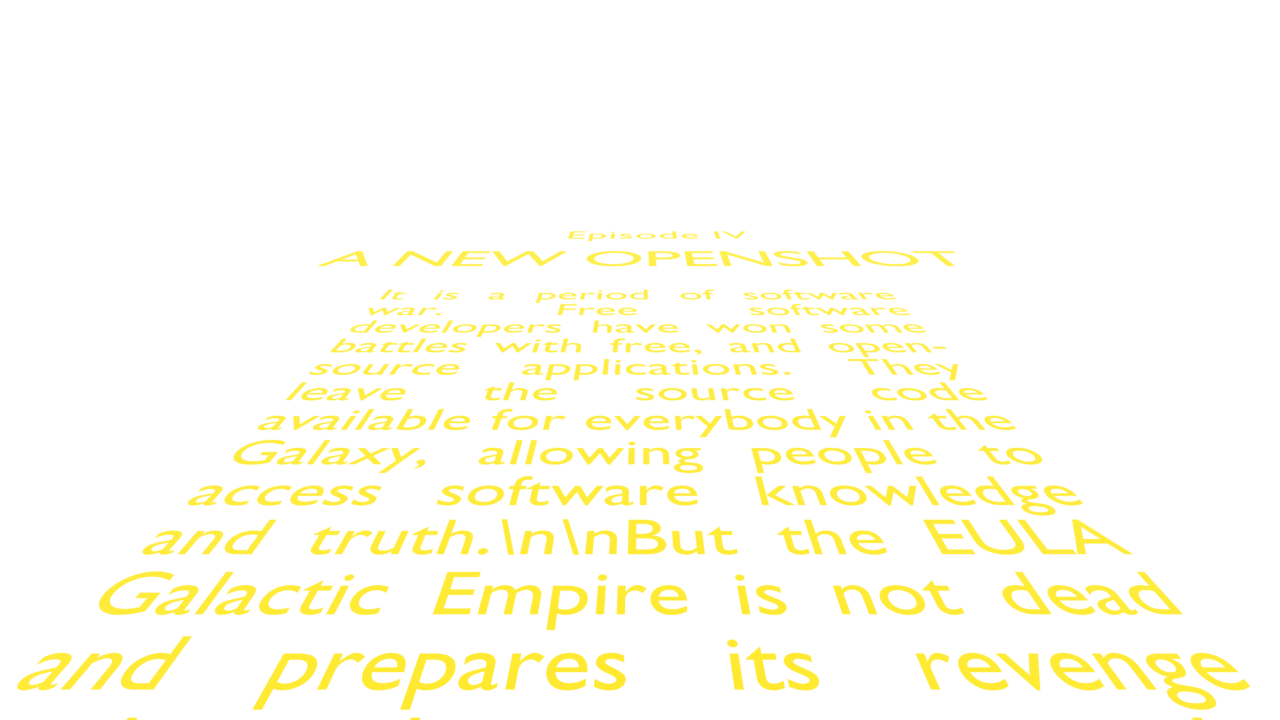 Episode IV
A NEW OPENSHOT
It is a period of software
war. Free software
developers have won some
battles with free, and open-
source applications. They
leave the source code
available for everybody in the
Galaxy, allowing people to
access software knowledge
and truth.\n\nBut the EULA
Galactic Empire is not dead
and prepares its revenge